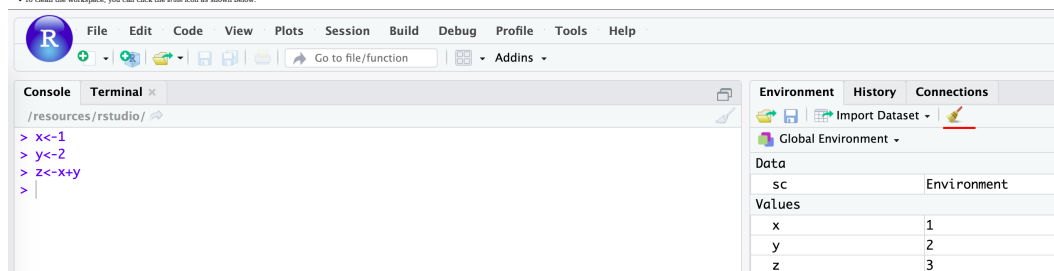 • To clean the workspace, you can click the icon as shown below.
R File Edit Code View Plots Session Build Debug Profile Tools Help
R Go to file/function Addins
Console Terminal ×
/resources/rstudio/
> x<-1
> y<-2
> z<-x+y
>
Environment History Connections
Import Dataset
Global Environment
Data
sc Environment
Values
x 1
y 2
z 3